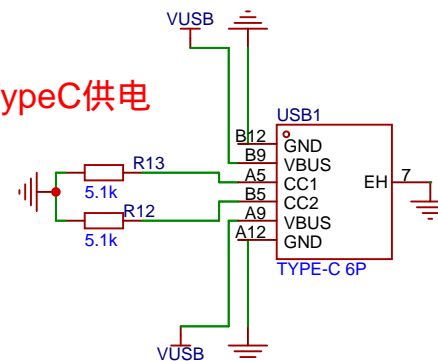 VUSB
ypeC供电
USB1
B12
GND
B9
VBUS
R13
A5
CC1
EH
7
5.1k
B5
CC2
R12
A9
VBUS
5.1k
A12
GND
TYPE-C 6P
VUSB